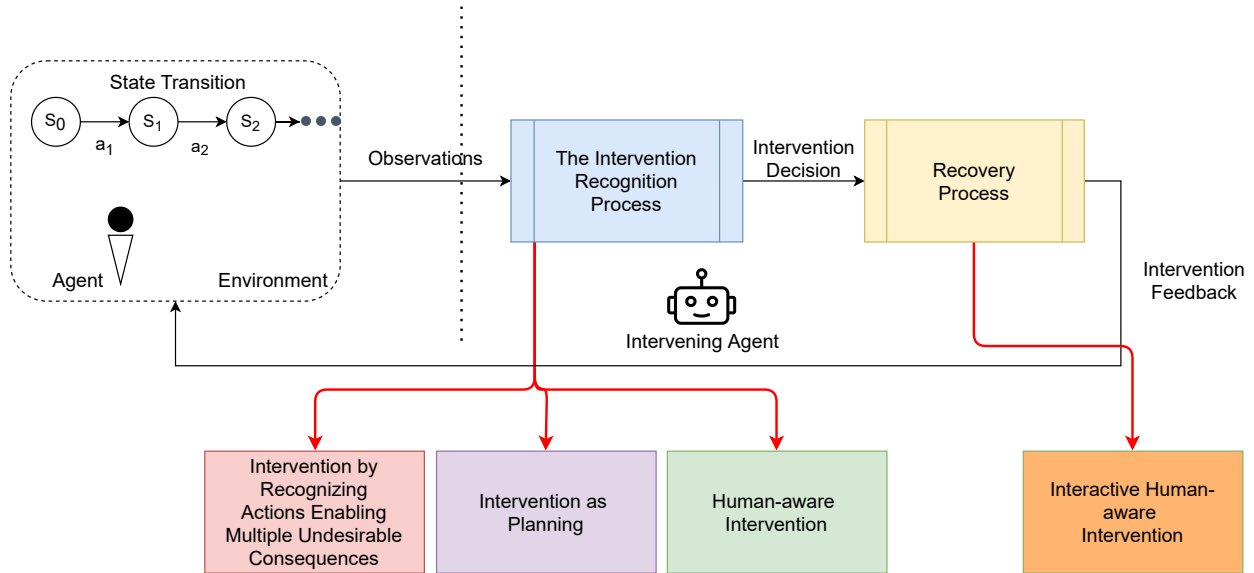 State Transition
S0
S1
S2
a1
a2
Agent
Environment
Observations
The Intervention
Recognition
Process
Intervention
Decision
Recovery
Process
Intervention
Feedback
Intervening Agent
Intervention by
Recognizing
Actions Enabling
Multiple Undesirable
Consequences
Intervention as
Planning
Human-aware
Intervention
Interactive Human-
aware
Intervention